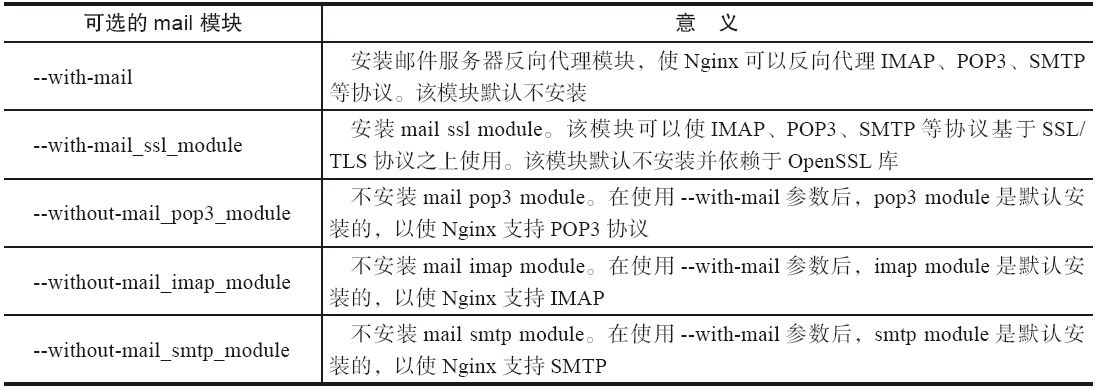 可选的 mail 模块
意 义
--with-mail
安装邮件服务器反向代理模块，使 Nginx 可以反向代理 IMAP、POP3、SMTP
等协议。该模块默认不安装
--with-mail_ssl_module
安装 mail ssl module。该模块可以使 IMAP、POP3、SMTP 等协议基于 SSL/
TLS 协议之上使用。该模块默认不安装并依赖于 OpenSSL 库
--without-mail_pop3_module
不安装 mail pop3 module。在使用 --with-mail 参数后，pop3 module 是默认安
装的，以使 Nginx 支持 POP3 协议
--without-mail_imap_module
不安装 mail imap module。在使用 --with-mail 参数后，imap module 是默认安
装的，以使 Nginx 支持 IMAP
--without-mail_smtp_module
不安装 mail smtp module。在使用 --with-mail 参数后，smtp module 是默认安
装的，以使 Nginx 支持 SMTP